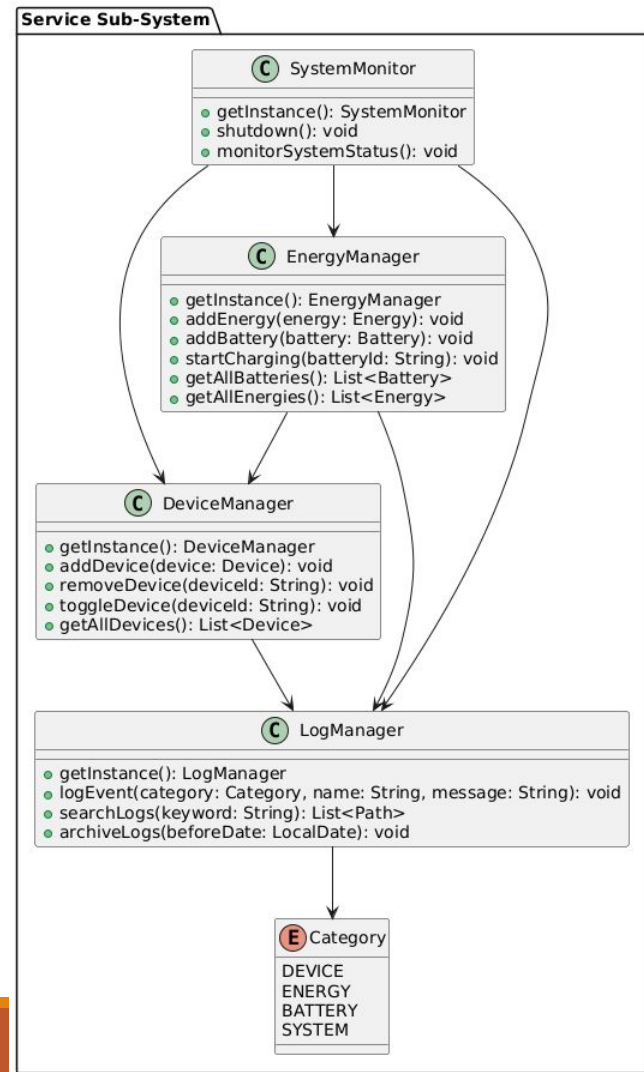 Service Sub-System
C SystemMonitor
getInstance(): SystemMonitor
shutdown(): void
monitorSystemStatus(): void
C EnergyManager
getInstance(): EnergyManager
addEnergy(energy: Energy): void
addBattery(battery: Battery): void
startCharging(batteryId: String): void
getAllBatteries(): List<Battery>
getAllEnergies(): List<Energy>
C DeviceManager
getInstance(): DeviceManager
addDevice(device: Device): void
removeDevice(deviceId: String): void
toggleDevice(deviceId: String): void
getAllDevices(): List<Device>
C LogManager
getInstance(): LogManager
logEvent(category: Category, name: String, message: String): void
searchLogs(keyword: String): List<Path>
archiveLogs(beforeDate: LocalDate): void
E Category
DEVICE
ENERGY
BATTERY
SYSTEM